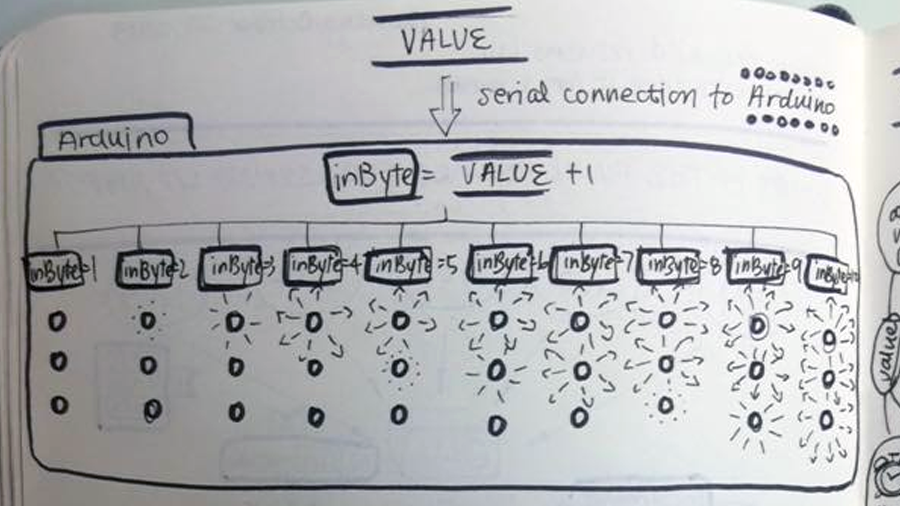 VALUE
serial connection to Arduino
Arduino
inByte = VALUE +1
inByte=1 inByte=2 inByte=3 inByte=4 inByte=5 inByte=6 inByte=7 inByte=8 inByte=9 inByte=10
value